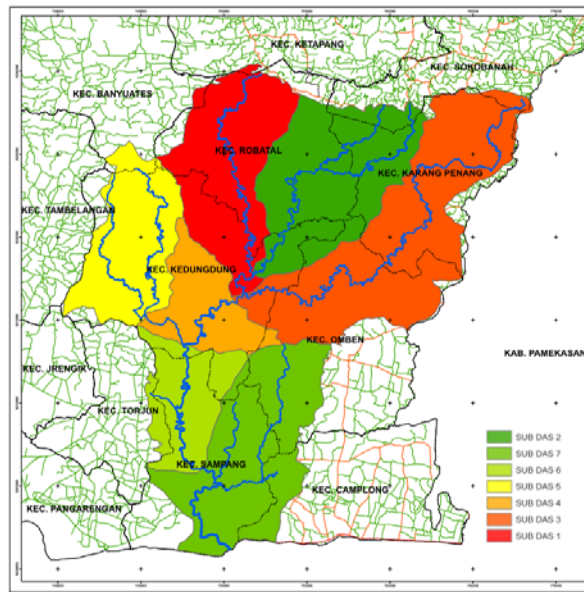 KEC. KETAPANG
KEC. SOKOBANAH
KEC. BANYUATES
KEC. ROBATAL
KEC. KARANG PENANG
KEC. TAMBELANGAN
KEC. KEDUNGDUNG
KEC. OMBEN
KAB. PAMEKASAN
KEC. JRENGIK
KEC. TORJUN
KEC. SAMPANG
KEC. CAMPLONG
KEC. PANGARENGAN
SUB DAS 2
SUB DAS 7
SUB DAS 6
SUB DAS 5
SUB DAS 4
SUB DAS 3
SUB DAS 1